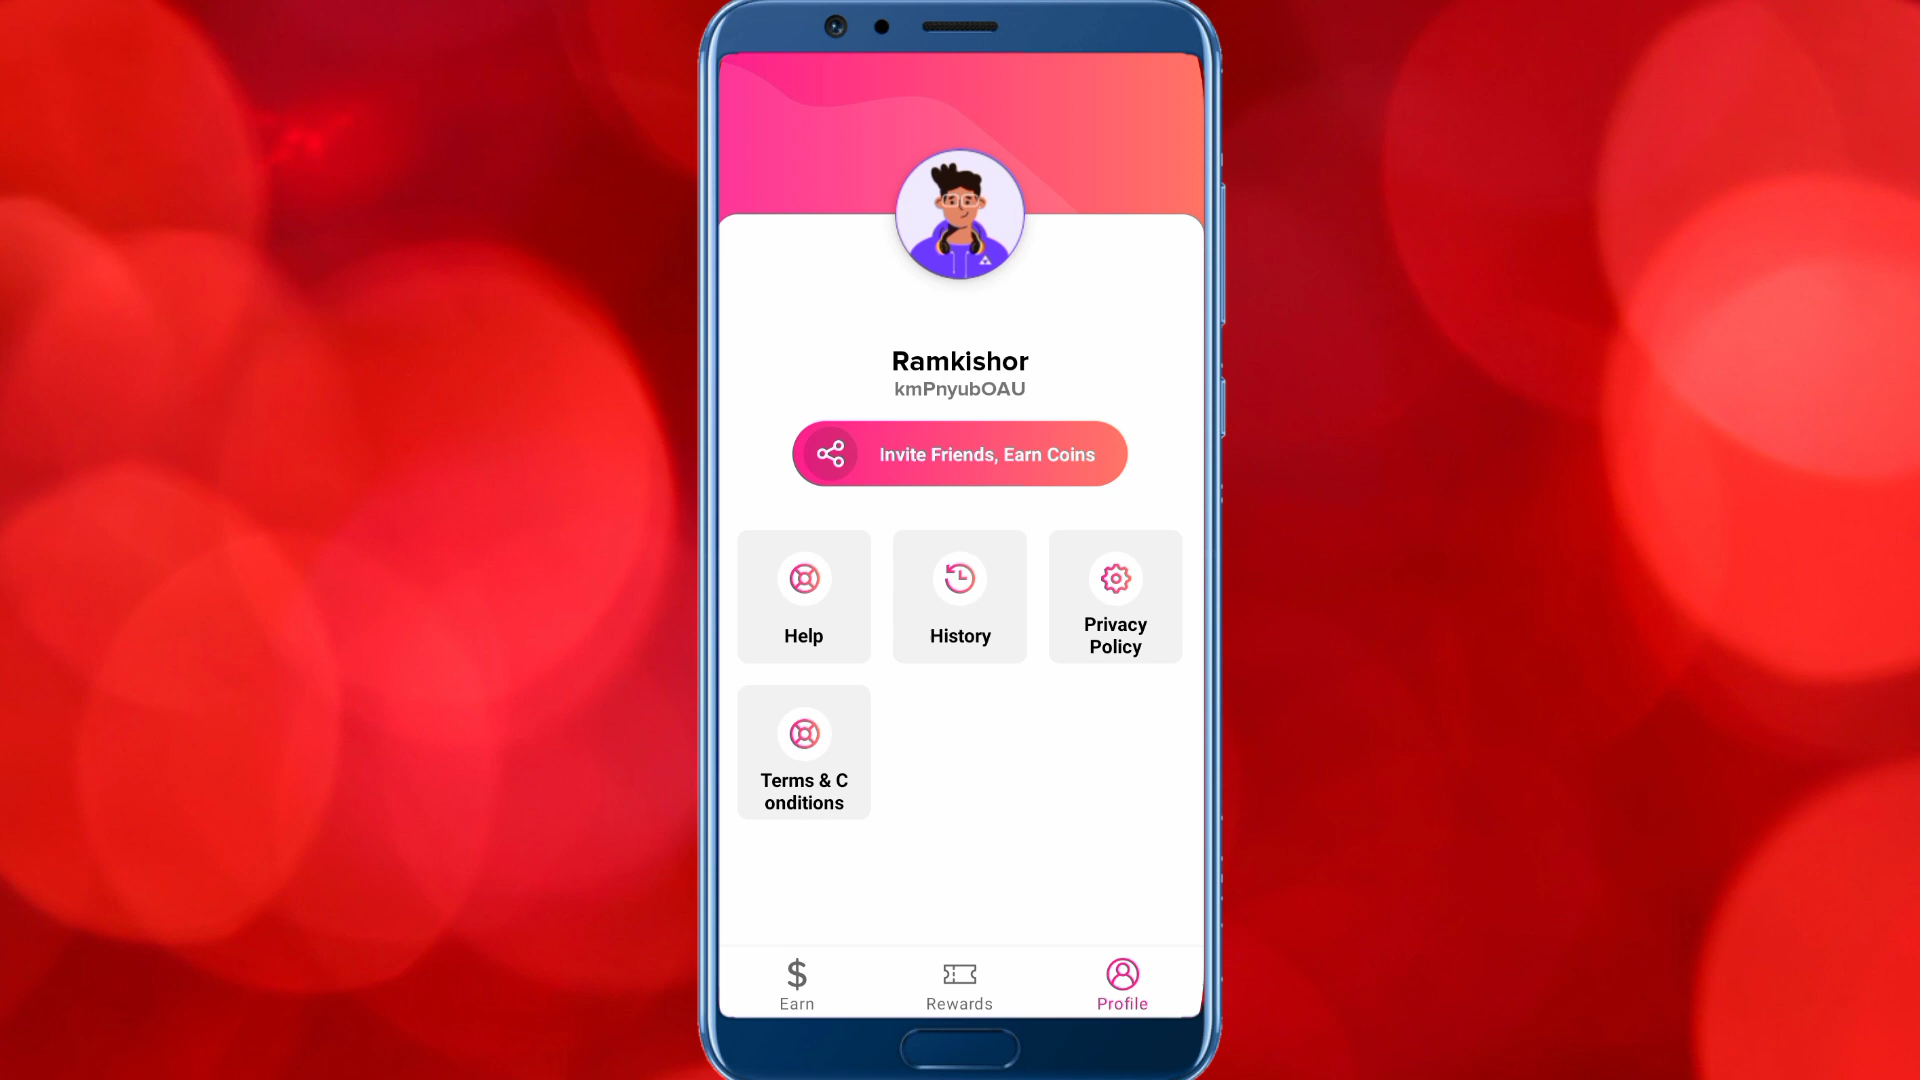 Ramkishor
kmPnyubOAU
Invite Friends, Earn Coins
Help
History
Privacy
Policy
Terms & C
onditions
Earn
Rewards
Profile